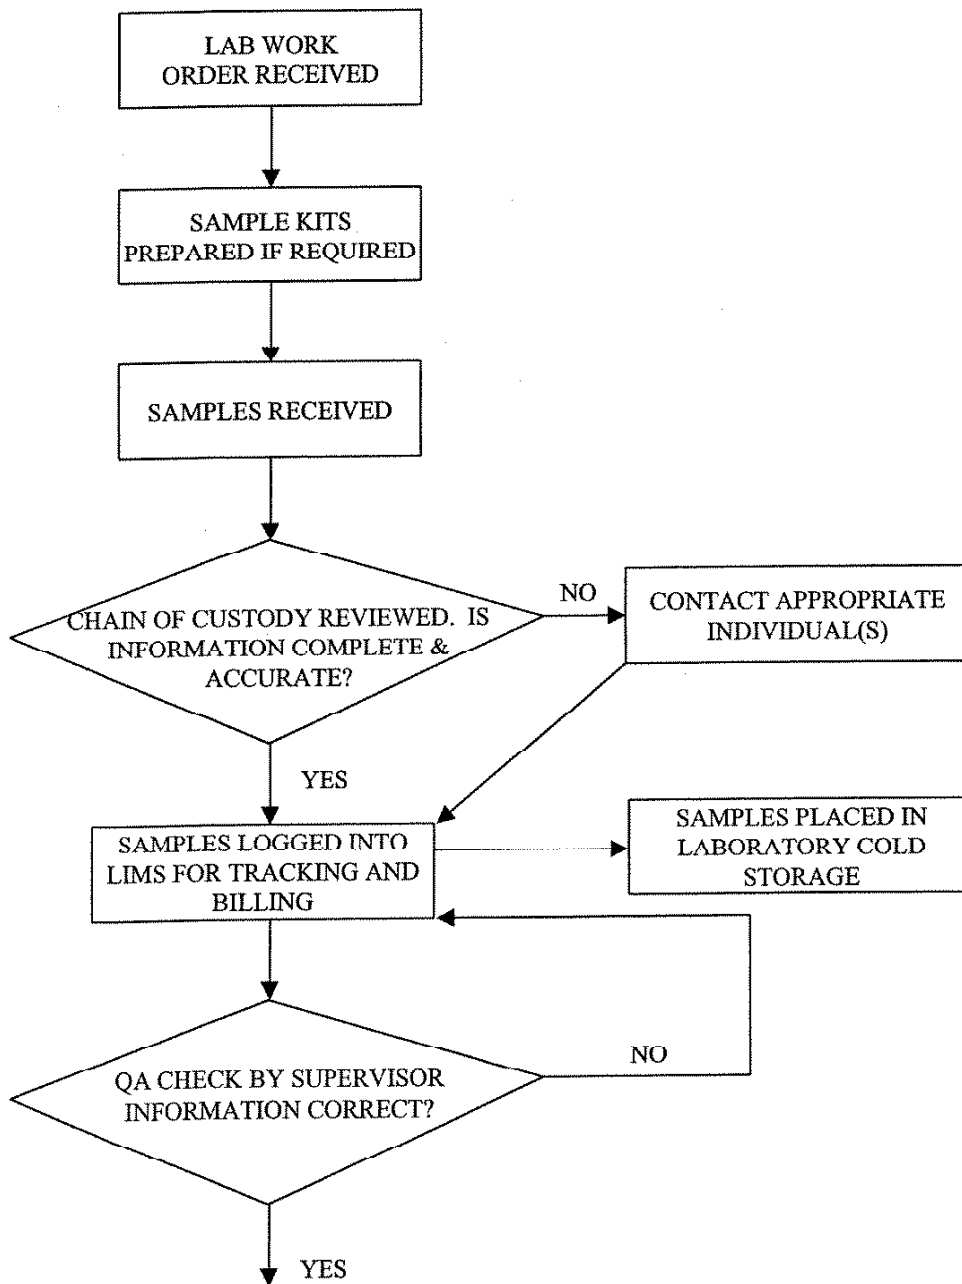 LAB WORK
ORDER RECEIVED
SAMPLE KITS
PREPARED IF REQUIRED
SAMPLES RECEIVED
CHAIN OF CUSTODY REVIEWED. IS
INFORMATION COMPLETE &
ACCURATE?
NO
CONTACT APPROPRIATE
INDIVIDUAL(S)
YES
SAMPLES LOGGED INTO
LIMS FOR TRACKING AND
BILLING
SAMPLES PLACED IN
LABORATORY COLD
STORAGE
QA CHECK BY SUPERVISOR
INFORMATION CORRECT?
NO
YES